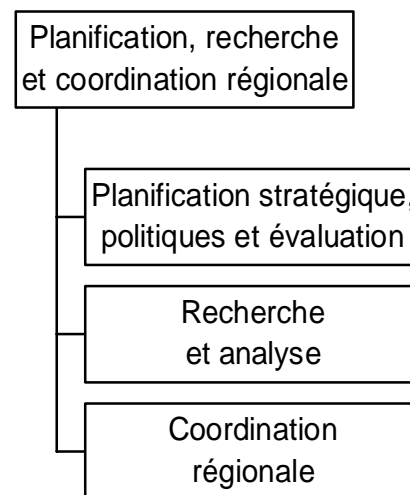 Planification, recherche
et coordination régionale
Planification stratégique,
politiques et évaluation
Recherche
et analyse
Coordination
régionale